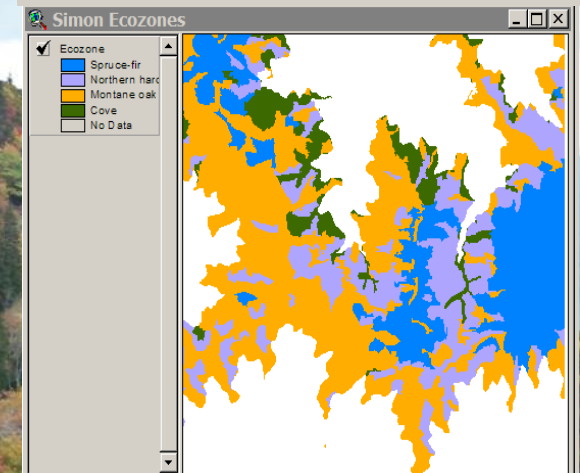 Simon Ecozones
Ecozone
Spruce-fir
Northern hard
Montane oak
Cove
No Data